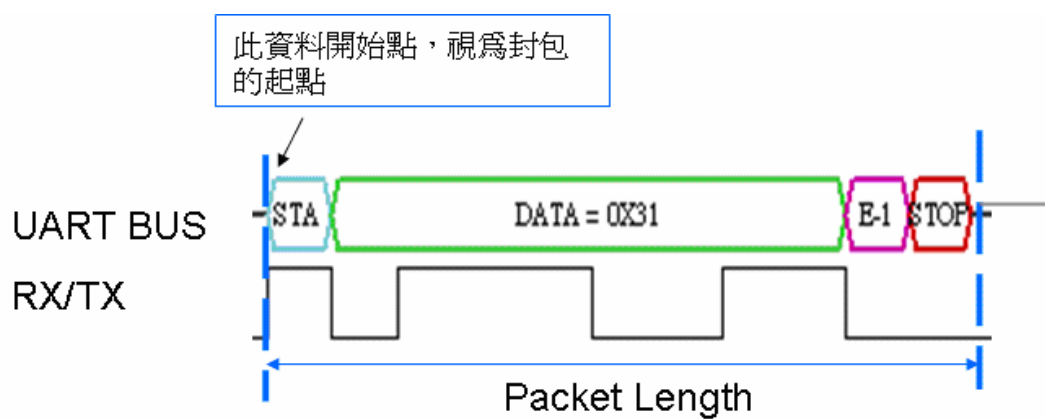 此資料開始點，視為封包
的起點
UART BUS
STA
DATA = 0X31
E-1
STOP
RX/TX
Packet Length